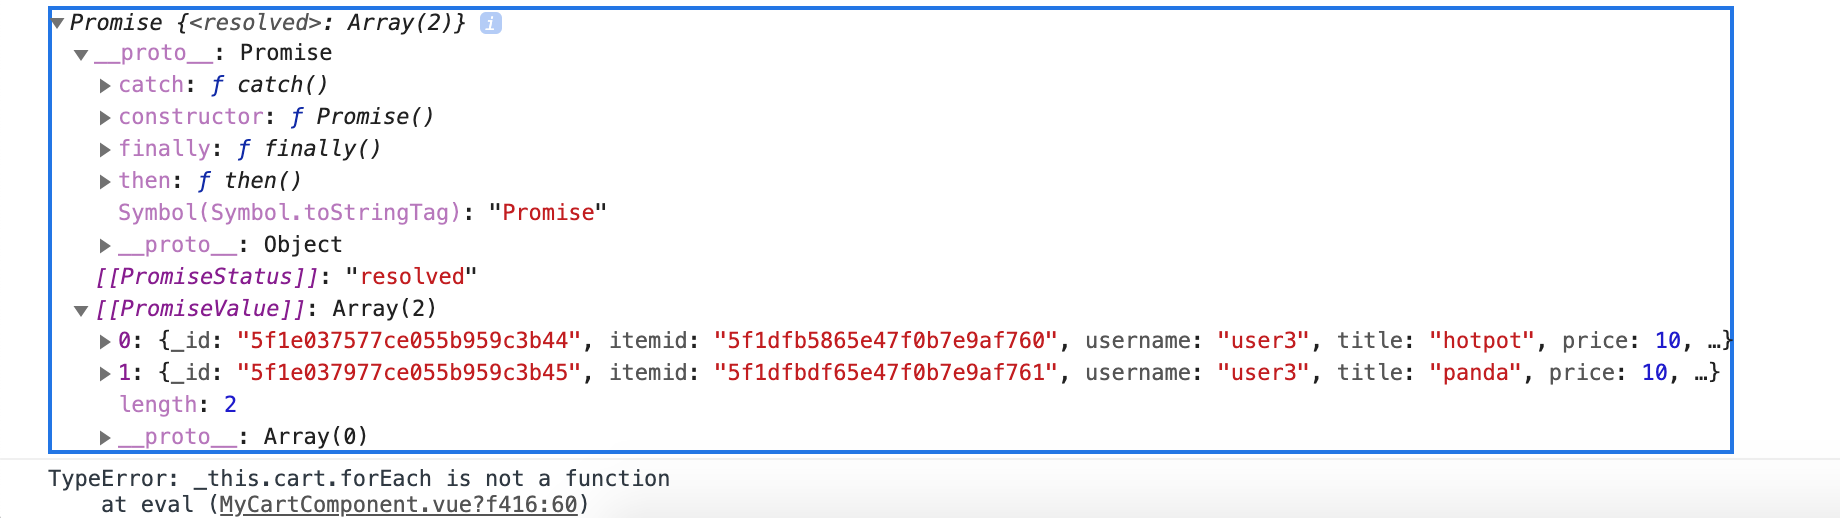 Promise {<resolved>: Array(2)} i
__proto__: Promise
catch: ƒ catch()
constructor: ƒ Promise()
finally: ƒ finally()
then: ƒ then()
Symbol(Symbol.toStringTag): "Promise"
__proto__: Object
[[PromiseStatus]]: "resolved"
[[PromiseValue]]: Array(2)
0: {_id: "5f1e037577ce055b959c3b44", itemid: "5f1dfb5865e47f0b7e9af760", username: "user3", title: "hotpot", price: 10, …}
1: {_id: "5f1e037977ce055b959c3b45", itemid: "5f1dfbdf65e47f0b7e9af761", username: "user3", title: "panda", price: 10, …}
length: 2
__proto__: Array(0)
TypeError: _this.cart.forEach is not a function
at eval (MyCartComponent.vue?f416:60)